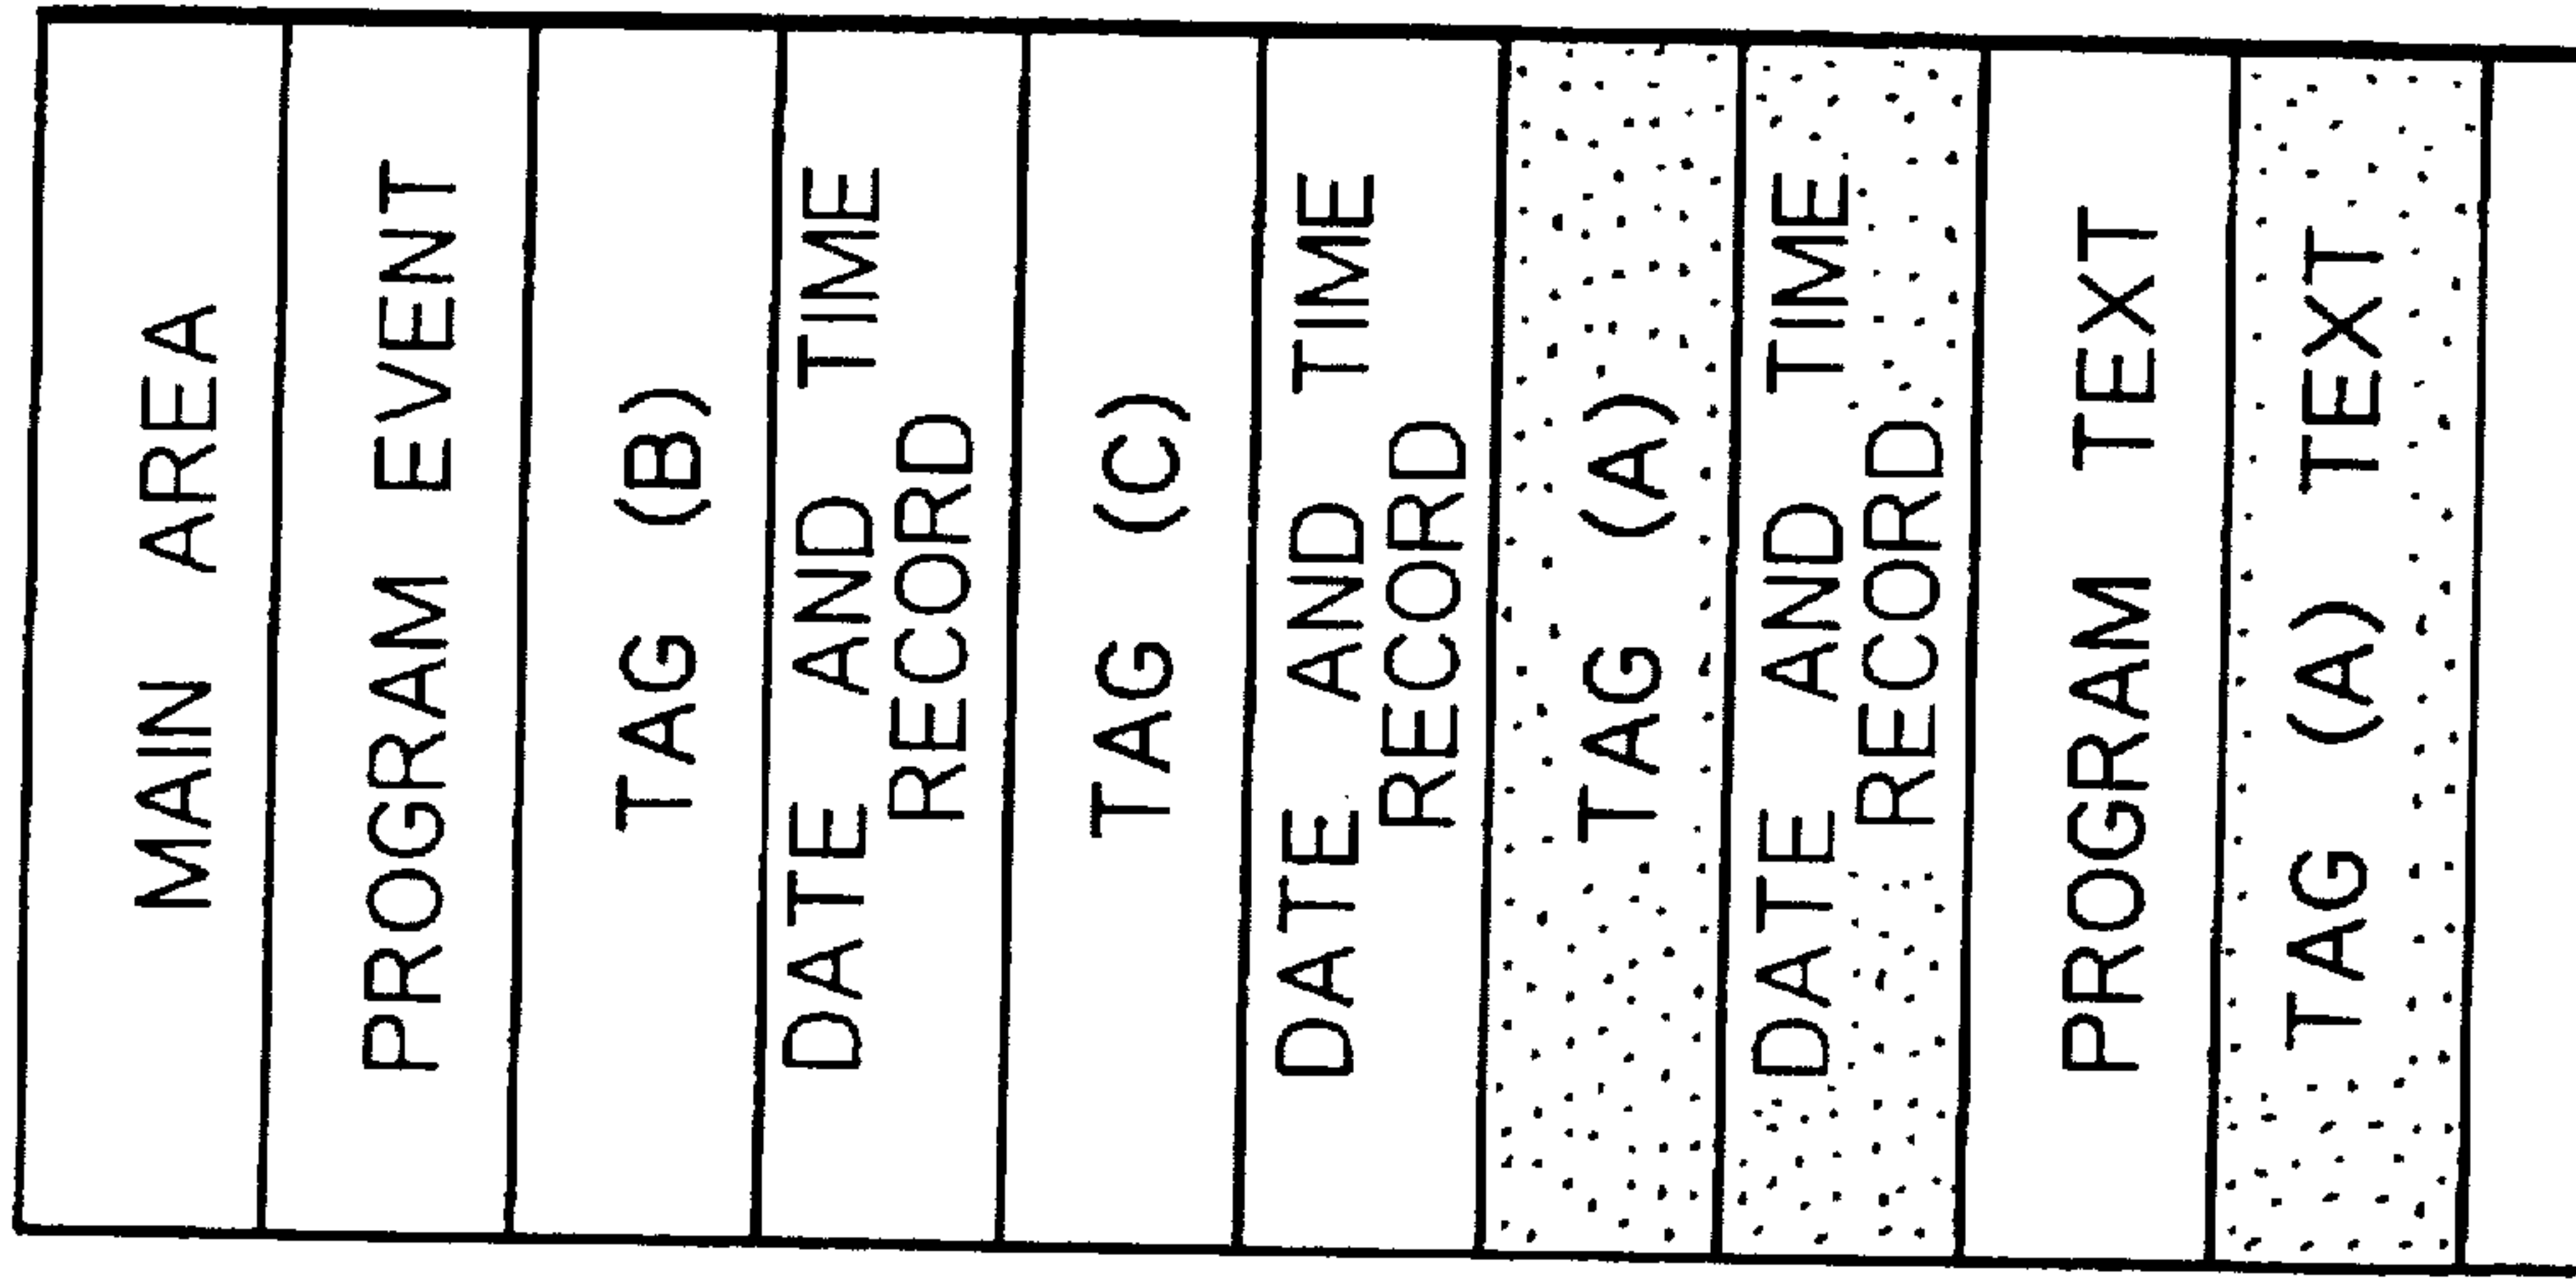 MAIN AREA
PROGRAM EVENT
TAG (B)
DATE AND TIME
RECORD
TAG (C)
DATE AND TIME
RECORD
TAG (A)
DATE AND TIME
RECORD
PROGRAM TEXT
TAG (A) TEXT